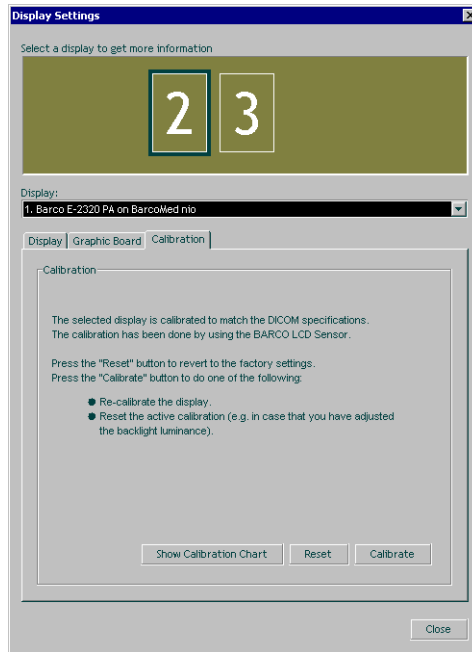 Display Settings
Select a display to get more information
2 3
Display:
1. Barco E-2320 PA on BarcoMed nio
Display Graphic Board Calibration
Calibration
The selected display is calibrated to match the DICOM specifications.
The calibration has been done by using the BARCO LCD Sensor.
Press the "Reset" button to revert to the factory settings.
Press the "Calibrate" button to do one of the following:
● Re-calibrate the display.
● Reset the active calibration (e.g. in case that you have adjusted
the backlight luminance).
Show Calibration Chart Reset Calibrate
Close